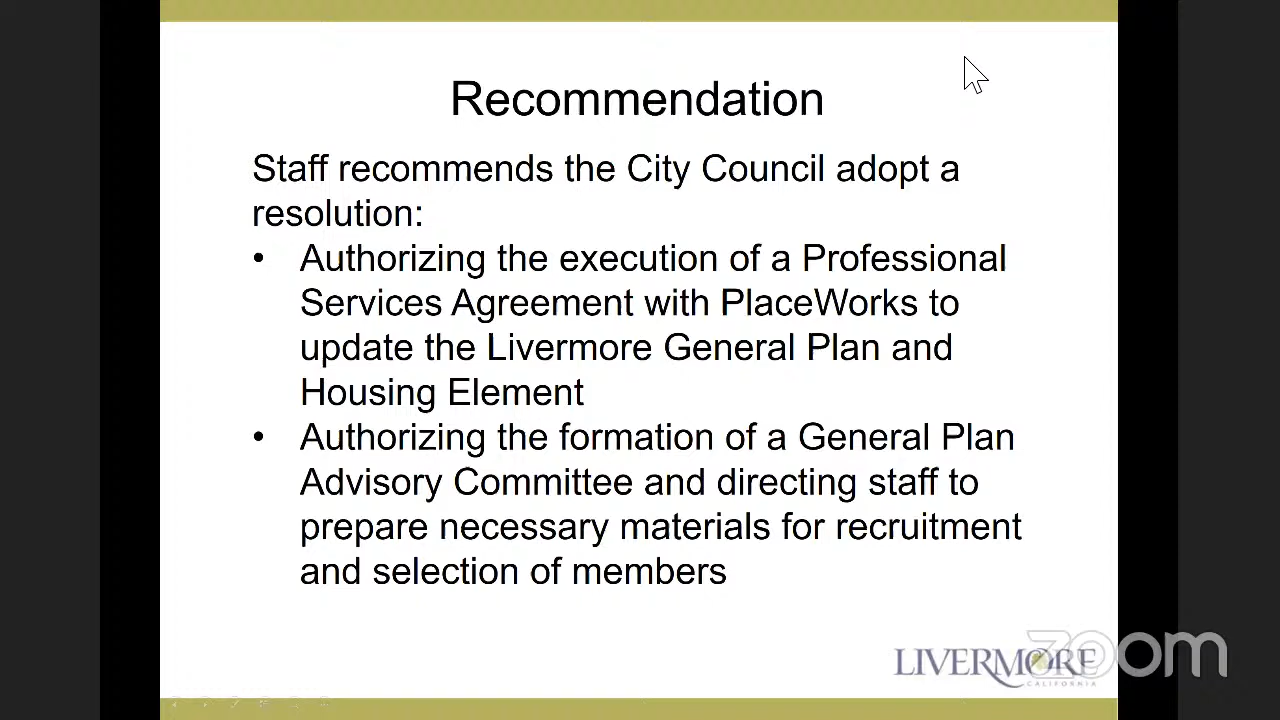 Recommendation
Staff recommends the City Council adopt a
resolution:
• Authorizing the execution of a Professional
Services Agreement with PlaceWorks to
update the Livermore General Plan and
Housing Element
• Authorizing the formation of a General Plan
Advisory Committee and directing staff to
prepare necessary materials for recruitment
and selection of members
LIVERMORE
CALIFORNIA
zoom